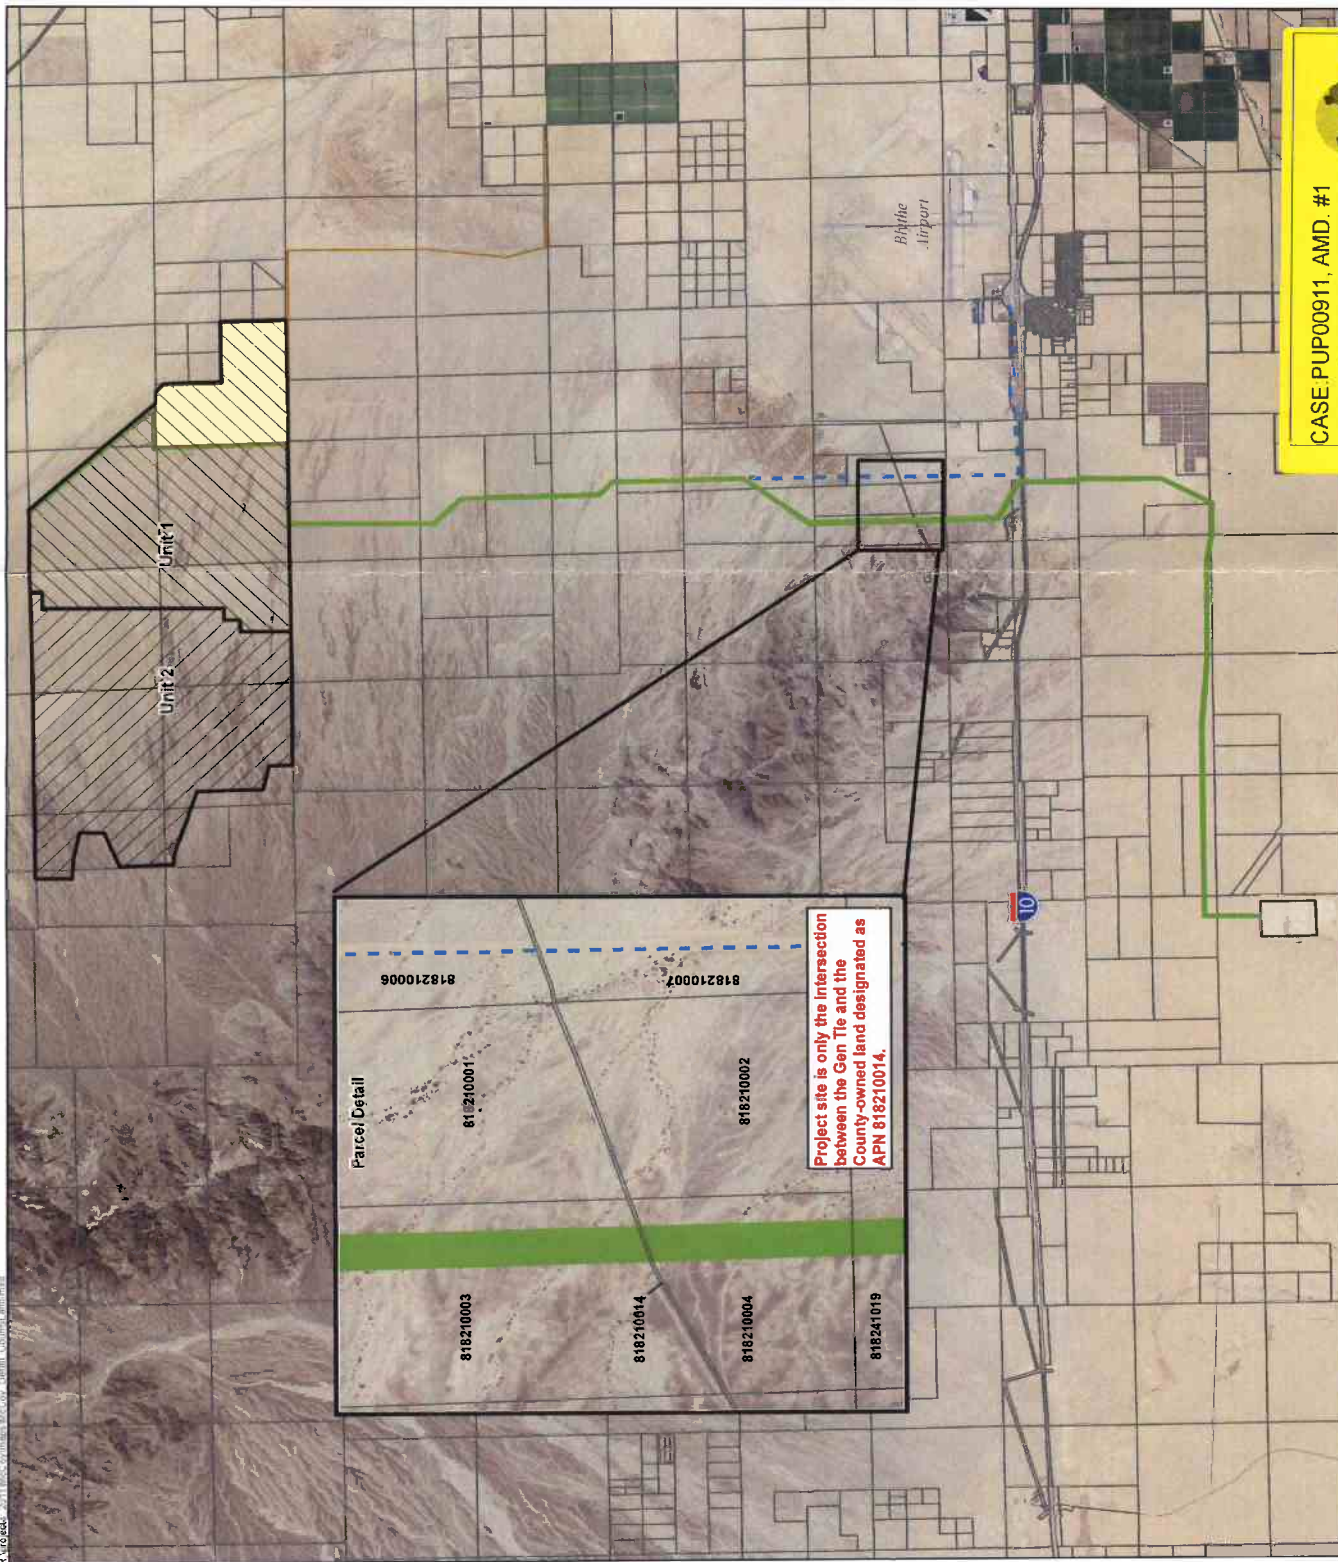 Unit 1
Unit 2
Blythe
Airport
10
Parcel Detail
818210006
818210007
818210001
818210002
818210003
818210014
818210004
818241019
Project site is only the intersection
between the Gen Tie and the
County-owned land designated as
APN 818210014.
CASE:PUP00911, AMD. #1